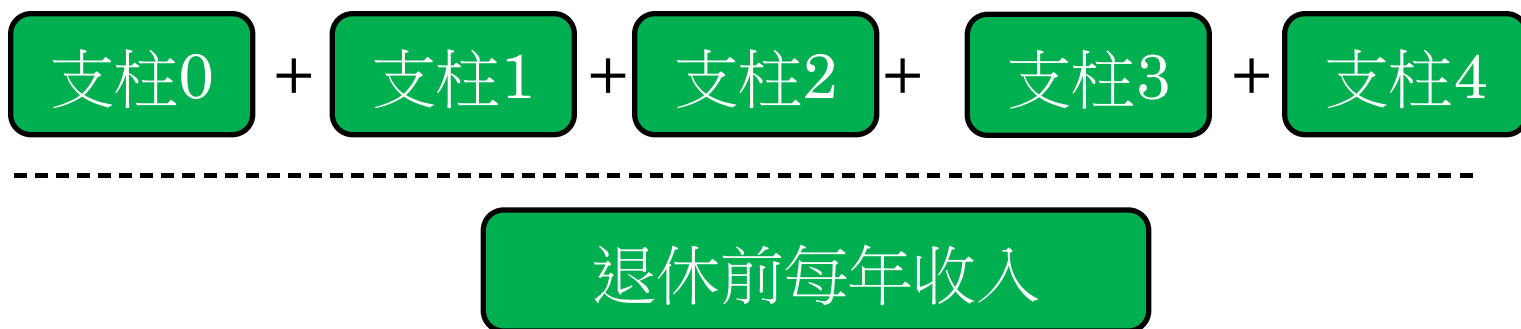 支柱0 + 支柱1 + 支柱2 + 支柱3 + 支柱4
退休前每年收入